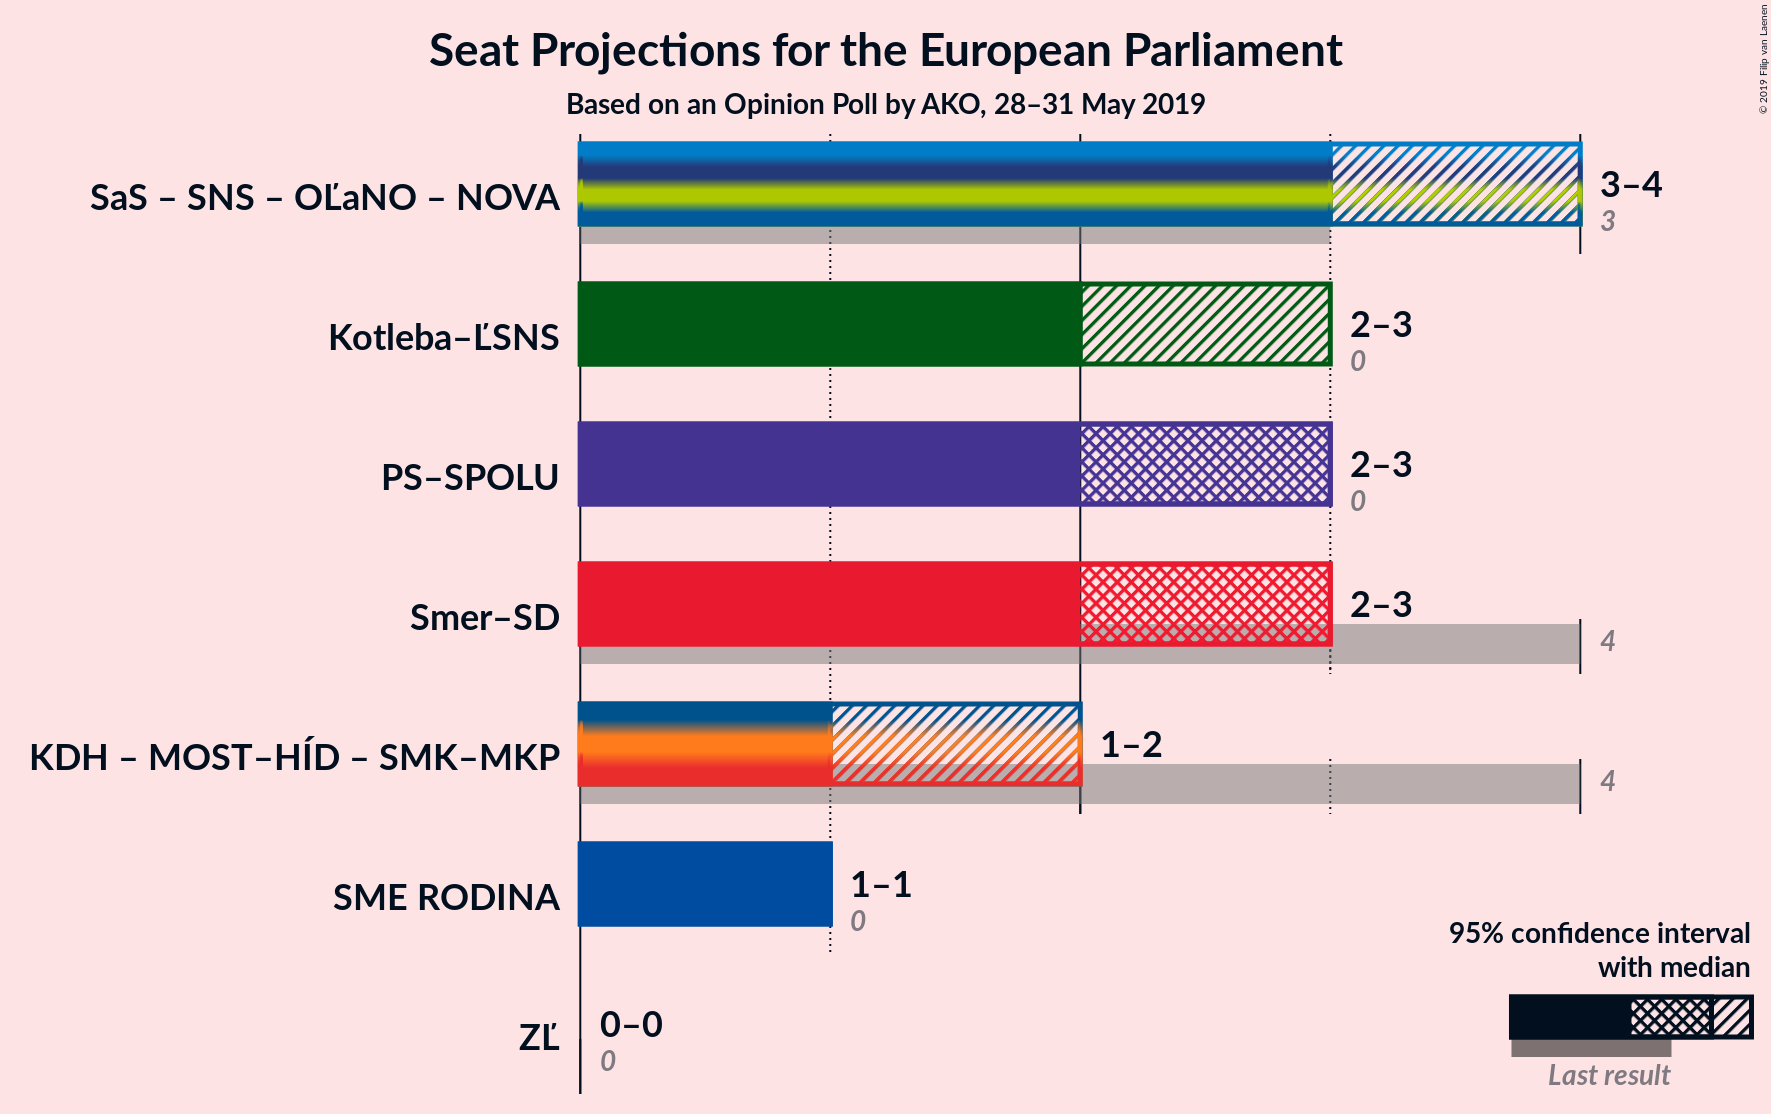 Seat Projections for the European Parliament
Based on an Opinion Poll by AKO, 28–31 May 2019
© 2019 Filip van Laenen
SaS – SNS – OĽaNO – NOVA
3–4
3
Kotleba–ĽSNS
2–3
0
PS–SPOLU
2–3
0
Smer–SD
2–3
4
KDH – MOST–HÍD – SMK–MKP
1–2
4
SME RODINA
1–1
0
ZĽ
0–0
0
95% confidence interval
with median
Last result